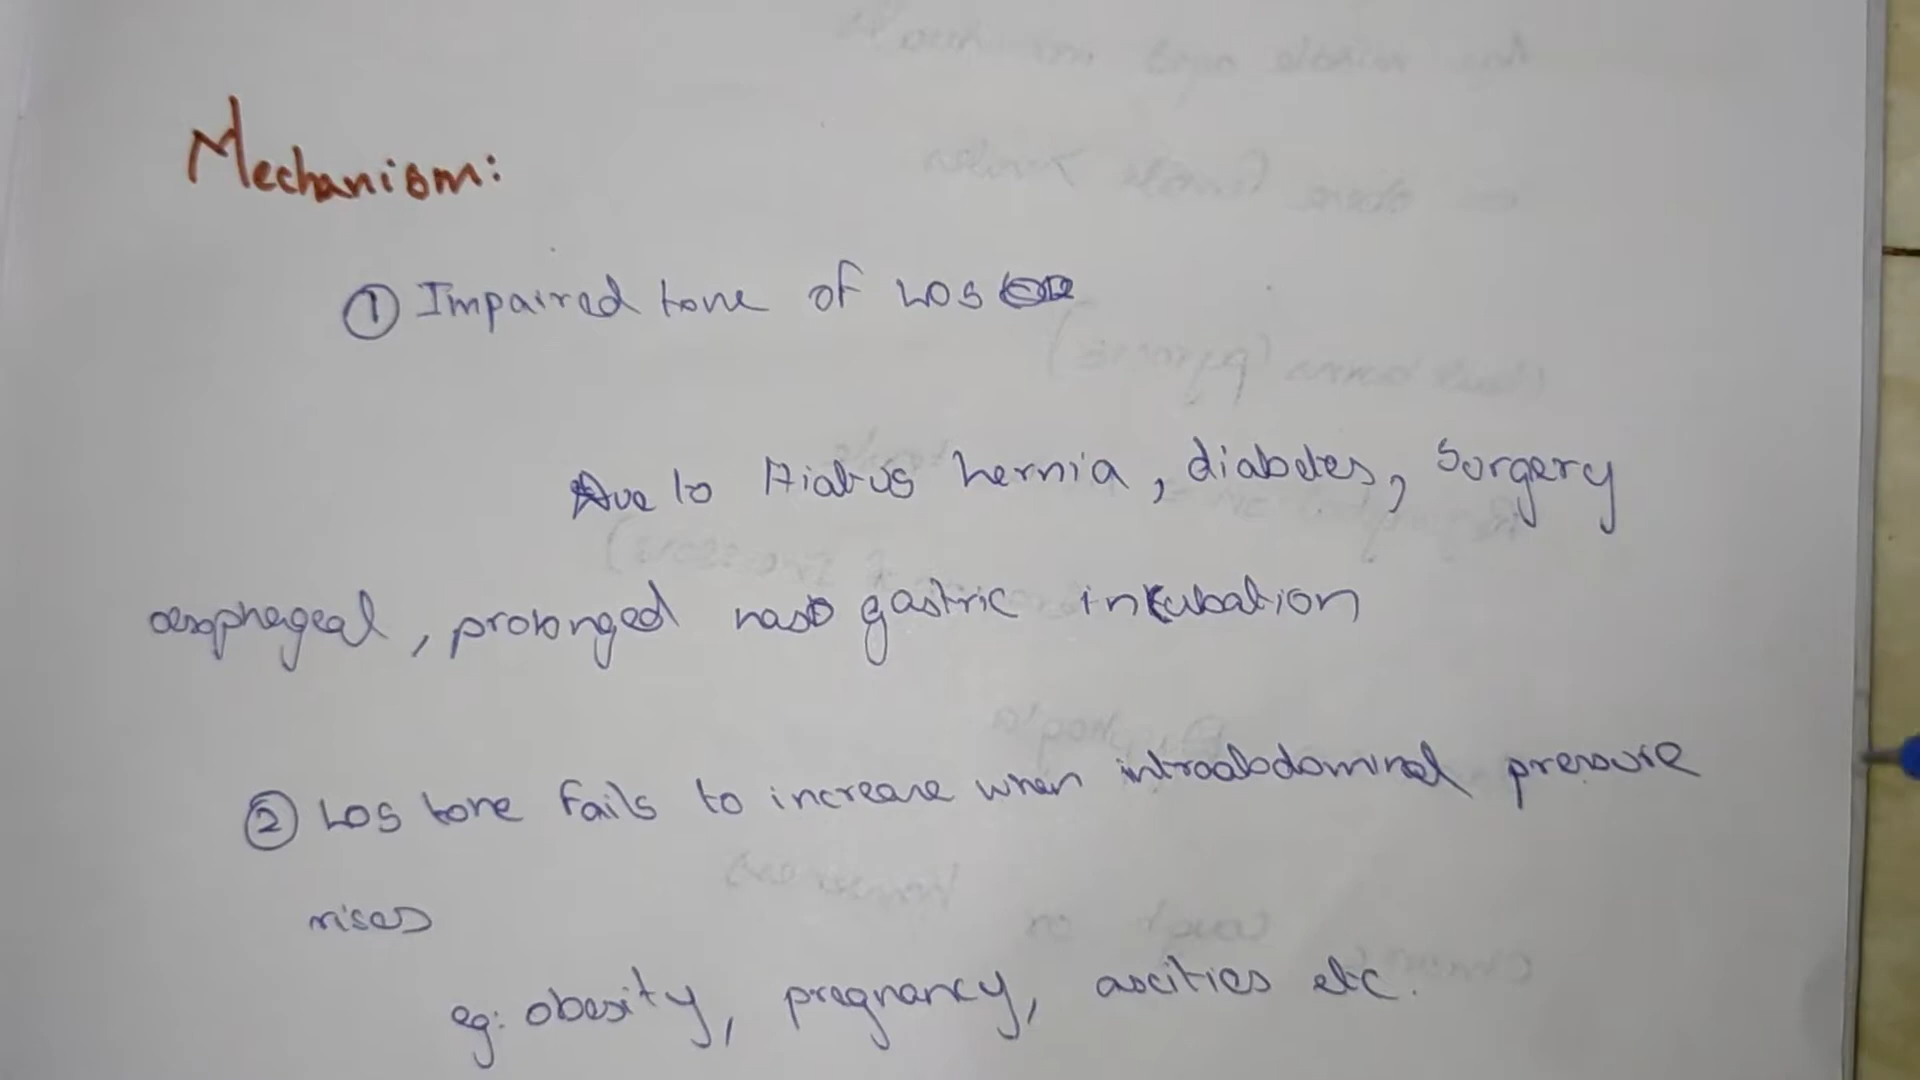 Mechanism:
① Impaired tone of LOS
Due to Hiatus hernia, diabetes, Surgery
oesophageal, prolonged naso gastric intubation
② LOS tone fails to increase when intraabdominal pressure
rises
eg: obesity, pregnancy, ascities etc.